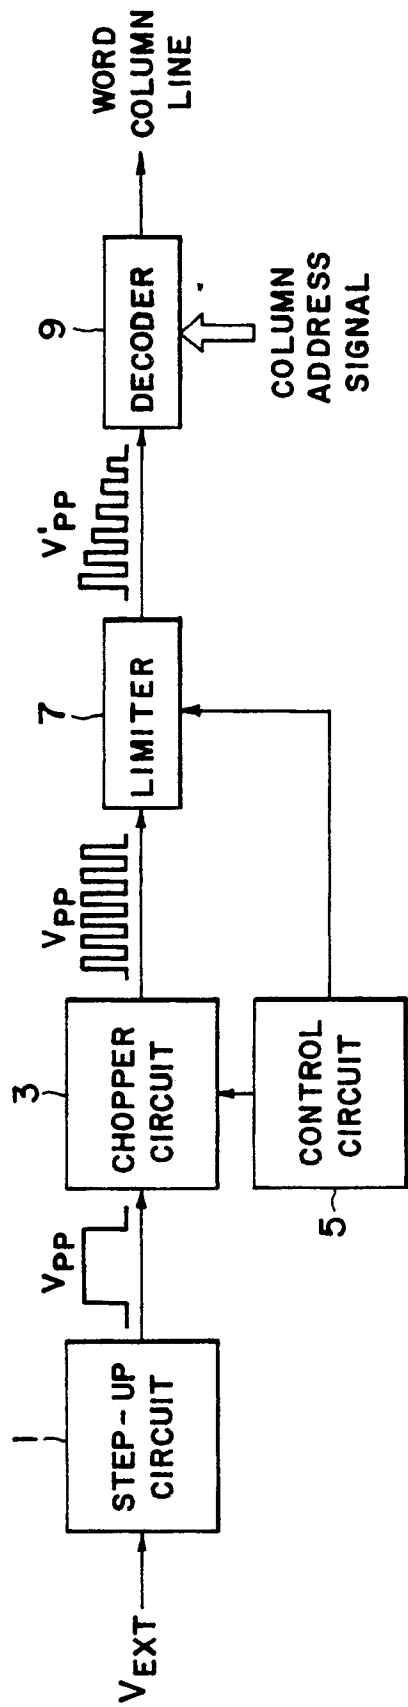 V EXT
1
STEP-UP
CIRCUIT
VPP
3
CHOPPER
CIRCUIT
5
CONTROL
CIRCUIT
VPP
7
LIMITER
V'PP
9
DECODER
COLUMN
ADDRESS
SIGNAL
WORD
COLUMN
LINE